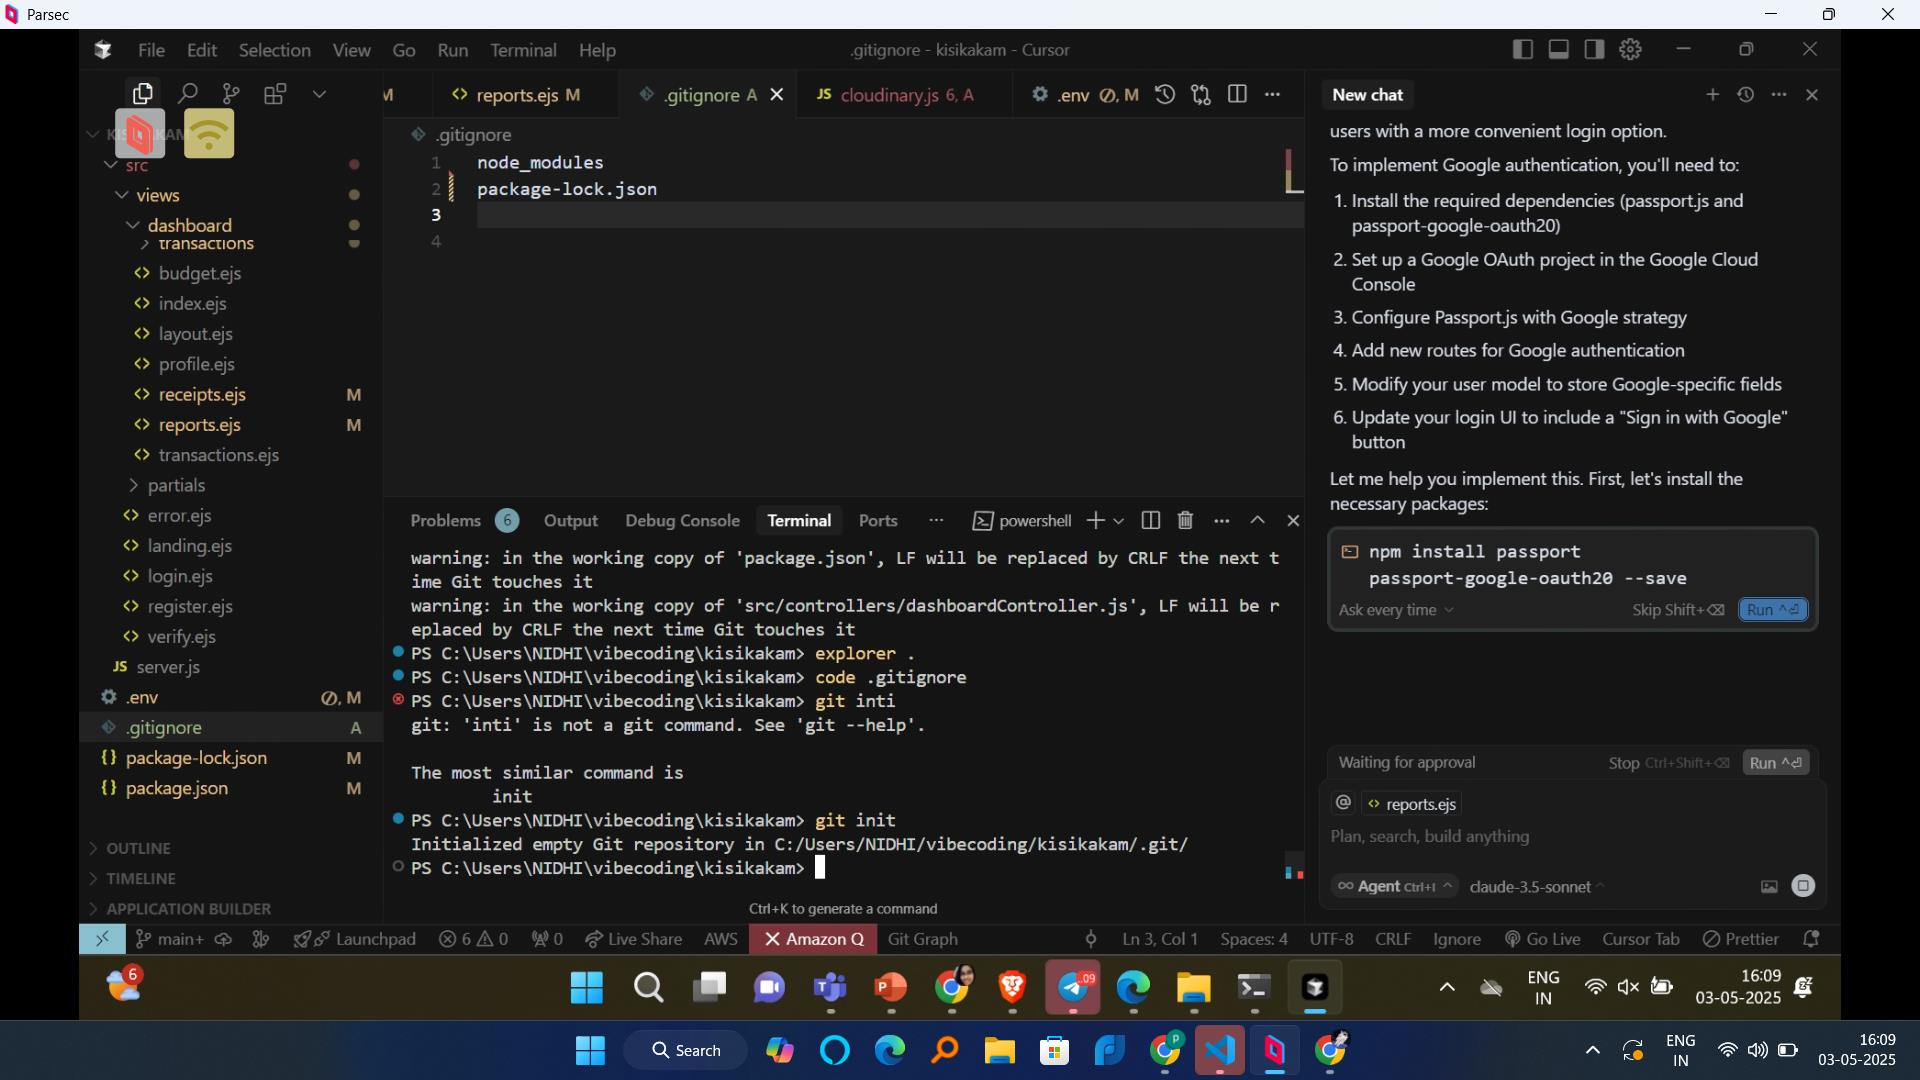 Parsec
File Edit Selection View Go Run Terminal Help
.gitignore - kisikakam - Cursor
M
reports.ejs M
.gitignore A
JS cloudinary.js 6, A
.env M
New chat
src
views
dashboard
transactions
budget.ejs
index.ejs
layout.ejs
profile.ejs
receipts.ejs M
reports.ejs M
transactions.ejs
partials
error.ejs
landing.ejs
login.ejs
register.ejs
verify.ejs
JS server.js
.env , M
.gitignore A
{} package-lock.json M
{} package.json M
OUTLINE
TIMELINE
APPLICATION BUILDER
.gitignore
1 node_modules
2 package-lock.json
3
4
Problems 6 Output Debug Console Terminal Ports powershell
warning: in the working copy of 'package.json', LF will be replaced by CRLF the next t
ime Git touches it
warning: in the working copy of 'src/controllers/dashboardController.js', LF will be r
eplaced by CRLF the next time Git touches it
PS C:\Users\NIDHI\vibecoding\kisikakam> explorer .
PS C:\Users\NIDHI\vibecoding\kisikakam> code .gitignore
PS C:\Users\NIDHI\vibecoding\kisikakam> git inti
git: 'inti' is not a git command. See 'git --help'.
The most similar command is
init
PS C:\Users\NIDHI\vibecoding\kisikakam> git init
Initialized empty Git repository in C:/Users/NIDHI/vibecoding/kisikakam/.git/
PS C:\Users\NIDHI\vibecoding\kisikakam>
Ctrl+K to generate a command
users with a more convenient login option.
To implement Google authentication, you'll need to:
1. Install the required dependencies (passport.js and
passport-google-oauth20)
2. Set up a Google OAuth project in the Google Cloud
Console
3. Configure Passport.js with Google strategy
4. Add new routes for Google authentication
5. Modify your user model to store Google-specific fields
6. Update your login UI to include a "Sign in with Google"
button
Let me help you implement this. First, let's install the
necessary packages:
npm install passport
passport-google-oauth20 --save
Ask every time Skip Shift+⌫ Run ^⏎
Waiting for approval Stop Ctrl+Shift+⌫ Run ^⏎
@ reports.ejs
Plan, search, build anything
∞ Agent Ctrl+I claude-3.5-sonnet
main+ Launchpad 6 0 0 Live Share AWS Amazon Q Git Graph Ln 3, Col 1 Spaces: 4 UTF-8 CRLF Ignore Go Live Cursor Tab Prettier
6
09
ENG
IN
16:09
03-05-2025
Search
ENG
IN
16:09
03-05-2025